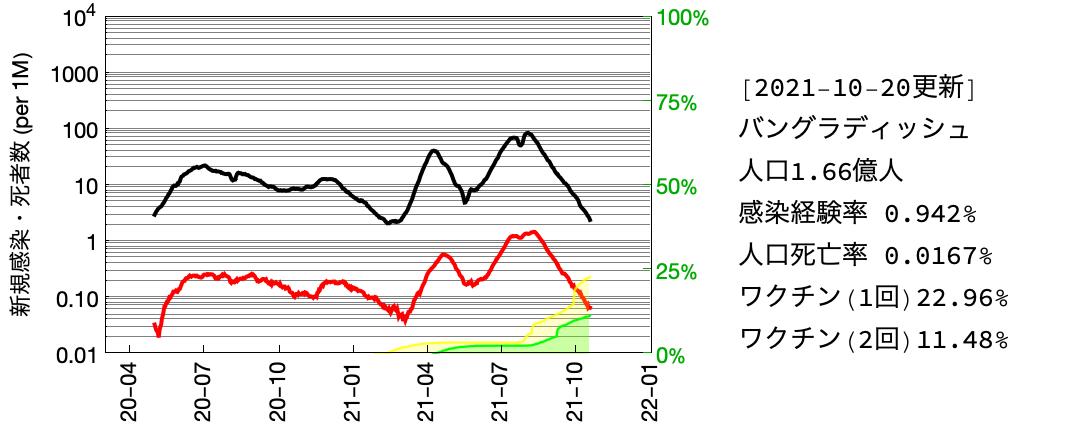 新規感染・死者数 (per 1M)
10^4
1000
100
10
1
0.10
0.01
100%
75%
50%
25%
0%
20-04
20-07
20-10
21-01
21-04
21-07
21-10
22-01
[2021-10-20更新]
バングラディッシュ
人口1.66億人
感染経験率 0.942%
人口死亡率 0.0167%
ワクチン(1回)22.96%
ワクチン(2回)11.48%